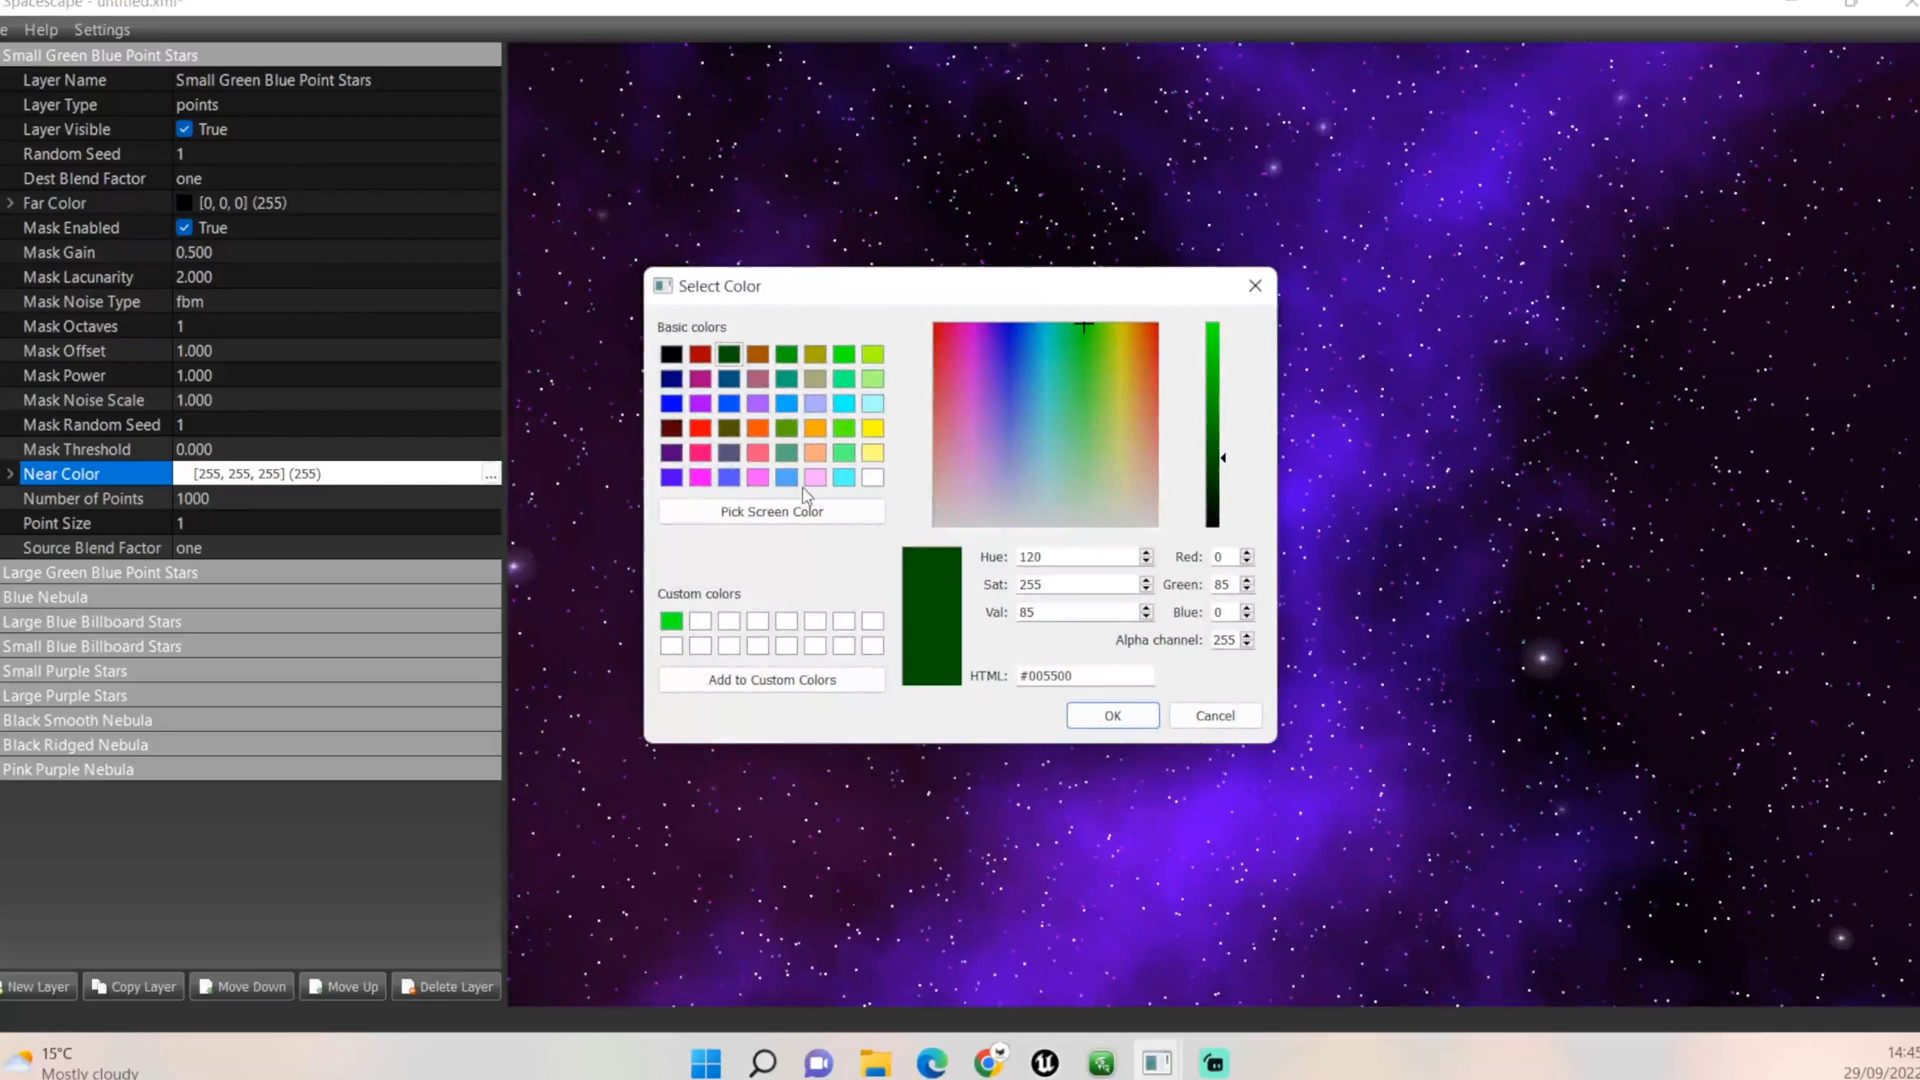 Spacescape - untitled.xml*
e Help Settings
Small Green Blue Point Stars
Layer Name Small Green Blue Point Stars
Layer Type points
Layer Visible True
Random Seed 1
Dest Blend Factor one
Far Color [0, 0, 0] (255)
Mask Enabled True
Mask Gain 0.500
Mask Lacunarity 2.000
Mask Noise Type fbm
Mask Octaves 1
Mask Offset 1.000
Mask Power 1.000
Mask Noise Scale 1.000
Mask Random Seed 1
Mask Threshold 0.000
Near Color [255, 255, 255] (255) ...
Number of Points 1000
Point Size 1
Source Blend Factor one
Large Green Blue Point Stars
Blue Nebula
Large Blue Billboard Stars
Small Blue Billboard Stars
Small Purple Stars
Large Purple Stars
Black Smooth Nebula
Black Ridged Nebula
Pink Purple Nebula
New Layer Copy Layer Move Down Move Up Delete Layer
Select Color
Basic colors
Pick Screen Color
Custom colors
Add to Custom Colors
Hue: 120 Red: 0
Sat: 255 Green: 85
Val: 85 Blue: 0
Alpha channel: 255
HTML: #005500
OK Cancel
15°C
Mostly cloudy
14:45
29/09/2022